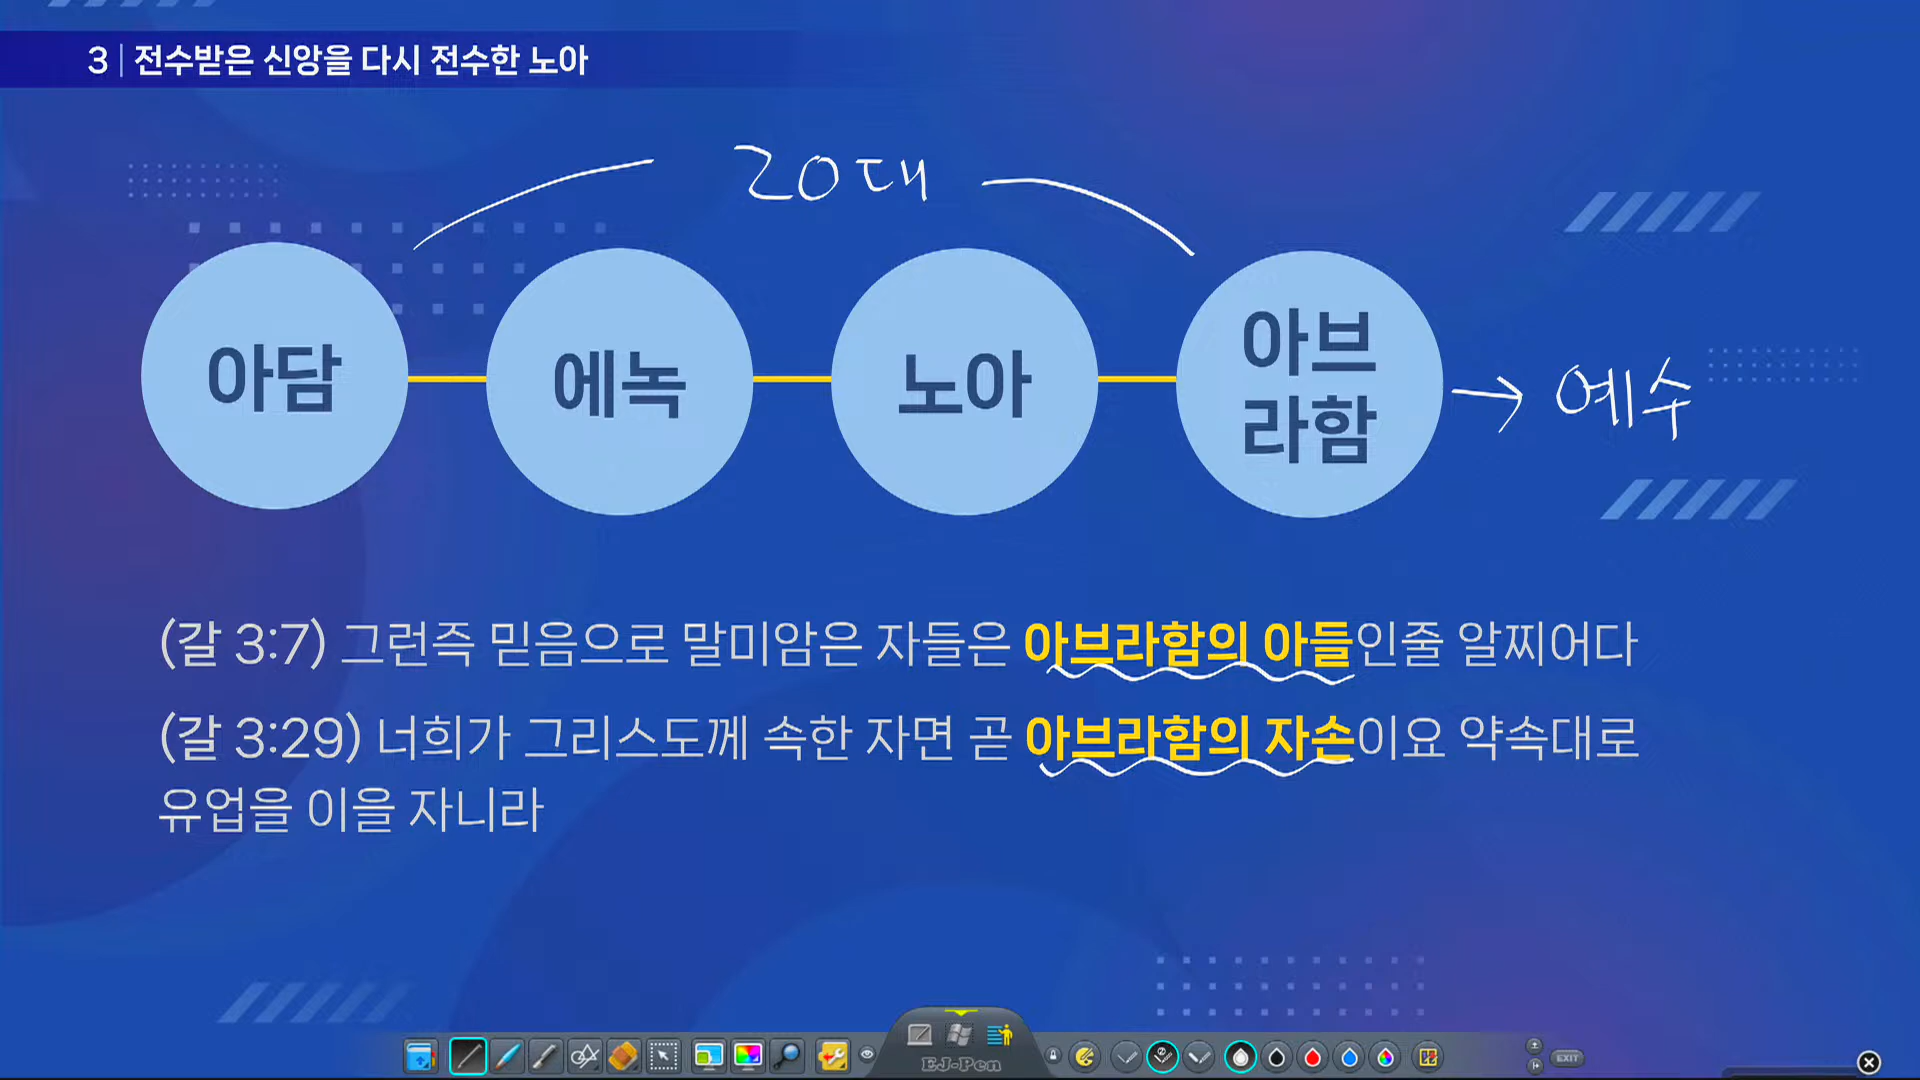 3 | 전수받은 신앙을 다시 전수한 노아
20대
아담
에녹
노아
아브
라함
→ 예수
(갈 3:7) 그런즉 믿음으로 말미암은 자들은 아브라함의 아들인줄 알찌어다
(갈 3:29) 너희가 그리스도께 속한 자면 곧 아브라함의 자손이요 약속대로
유업을 이을 자니라
EJ-Pen
EXIT